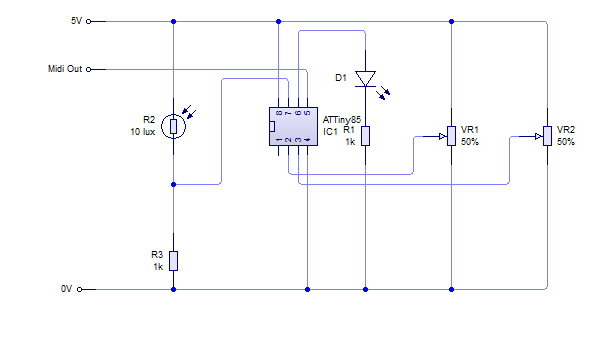 5V
Midi Out
D1
R2
10 lux
8 7 6 5
ATTiny85
IC1
1 2 3 4
R1
1k
VR1
50%
VR2
50%
R3
1k
0V